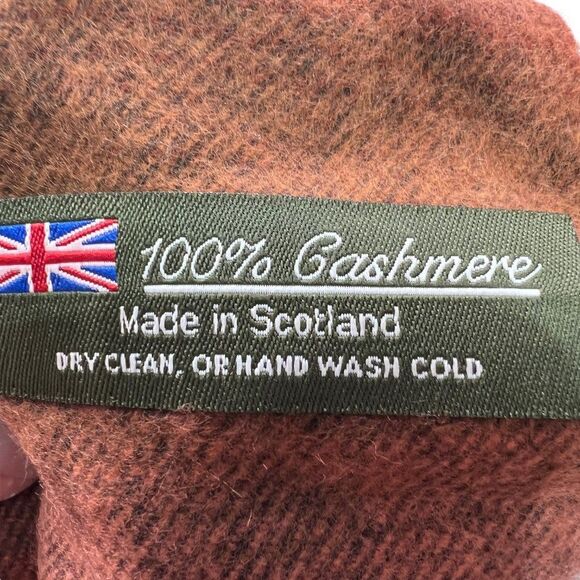 100% Cashmere
Made in Scotland
DRY CLEAN, OR HAND WASH COLD